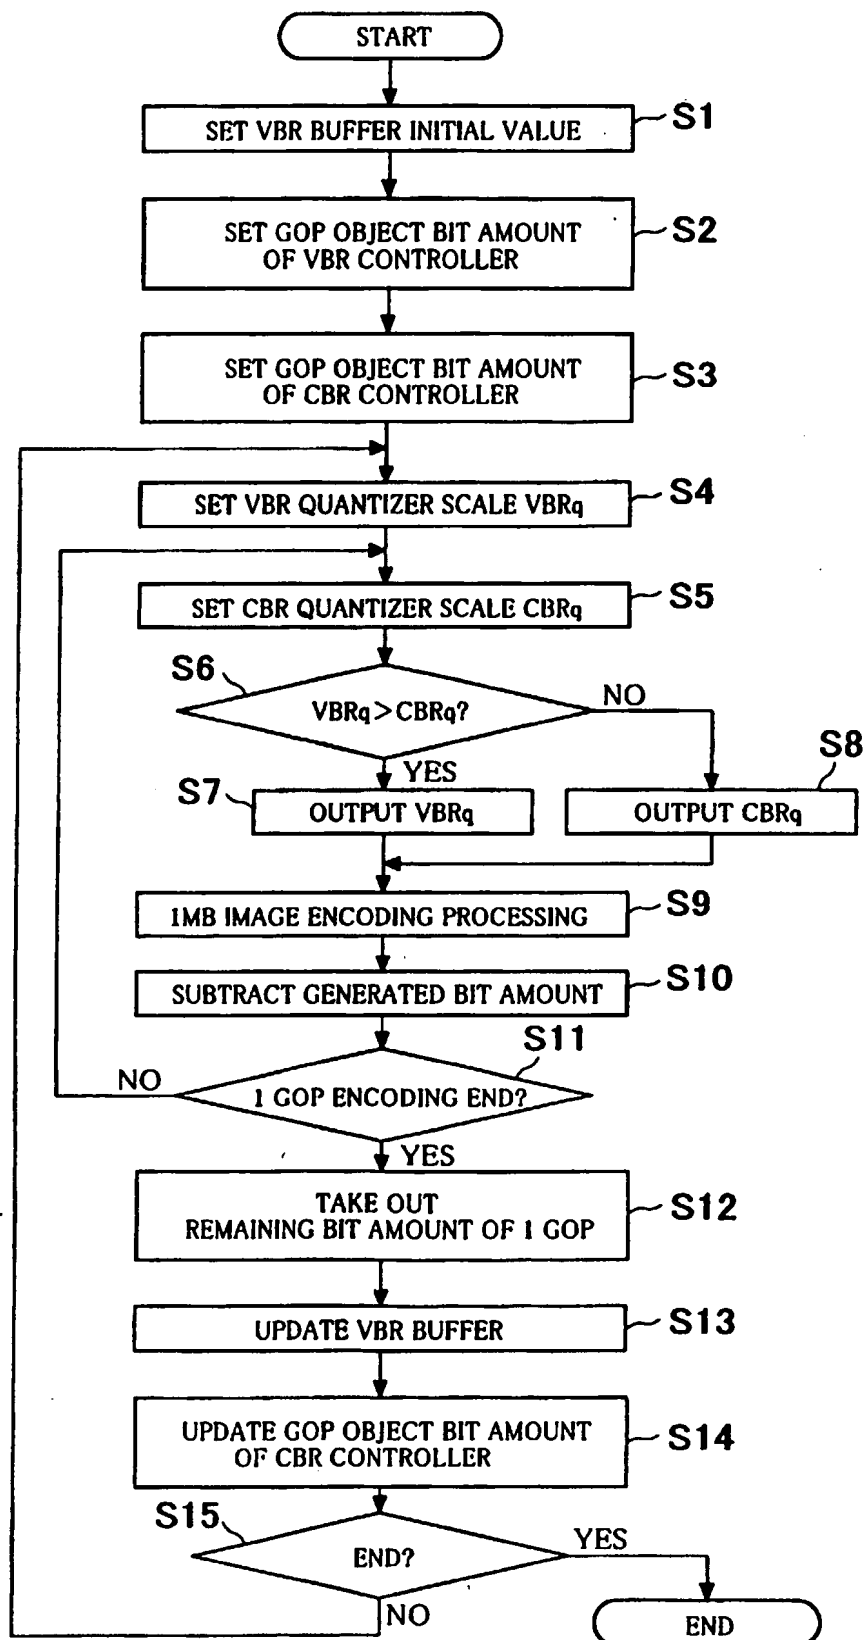 START
SET VBR BUFFER INITIAL VALUE
S1
SET GOP OBJECT BIT AMOUNT
OF VBR CONTROLLER
S2
SET GOP OBJECT BIT AMOUNT
OF CBR CONTROLLER
S3
SET VBR QUANTIZER SCALE VBRq
S4
SET CBR QUANTIZER SCALE CBRq
S5
S6
VBRq>CBRq?
NO
YES
S7
OUTPUT VBRq
S8
OUTPUT CBRq
1MB IMAGE ENCODING PROCESSING
S9
SUBTRACT GENERATED BIT AMOUNT
S10
S11
NO
1 GOP ENCODING END?
YES
TAKE OUT
REMAINING BIT AMOUNT OF 1 GOP
S12
UPDATE VBR BUFFER
S13
UPDATE GOP OBJECT BIT AMOUNT
OF CBR CONTROLLER
S14
S15
END?
YES
NO
END